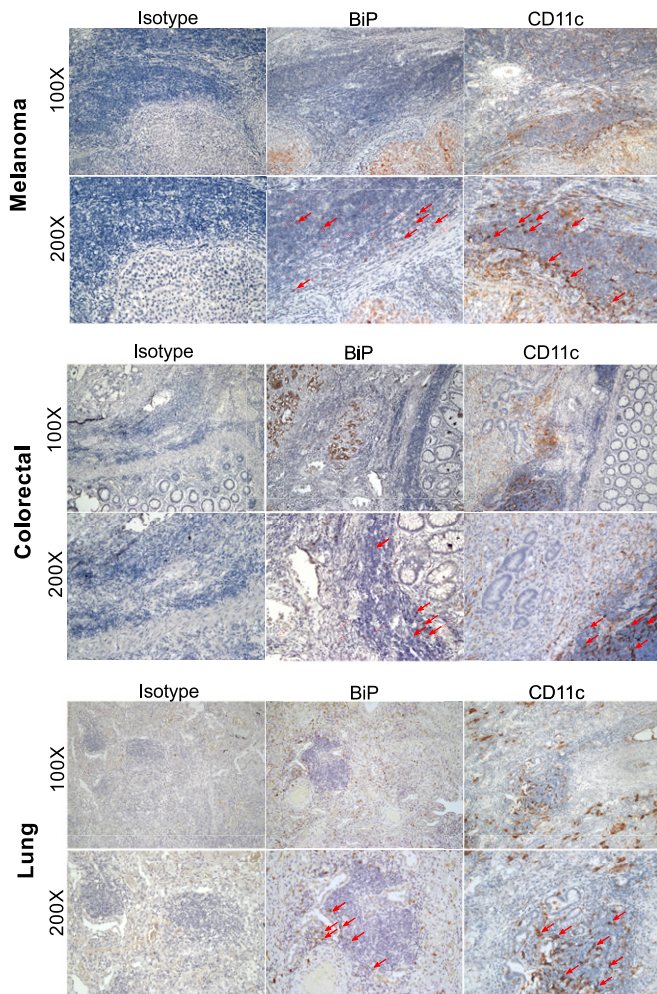 Isotype BiP CD11c
Melanoma
100X
200X
Isotype BiP CD11c
Colorectal
100X
200X
Isotype BiP CD11c
Lung
100X
200X